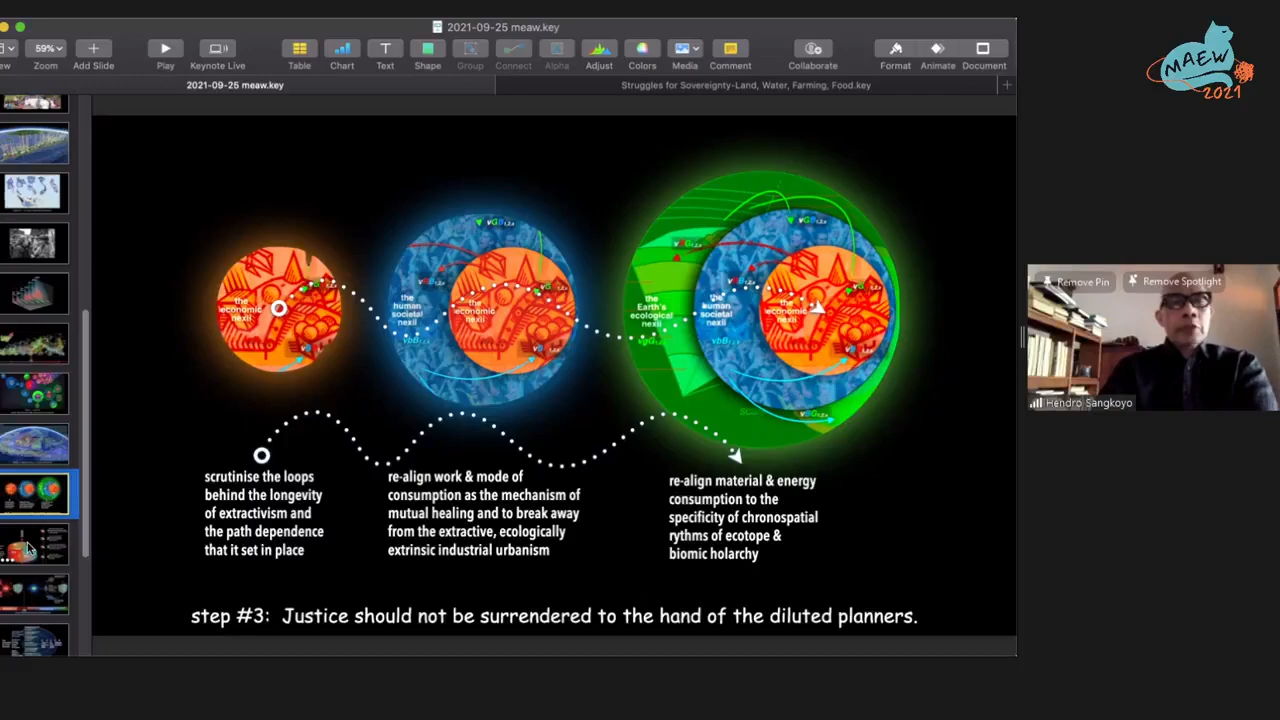 2021-09-25 meaw.key
59%
Zoom
Add Slide
Play
Keynote Live
Table
Chart
Text
Shape
Group
Connect
Alpha
Adjust
Colors
Media
Comment
Collaborate
Format
Animate
Document
2021-09-25 meaw.key
Struggles for Sovereignty-Land, Water, Farming, Food.key
MAEW
2021
the
economic
nexii
the
human
societal
nexii
the
economic
nexii
the
Earth's
ecological
nexii
the
human
societal
nexii
the
economic
nexii
scrutinise the loops
behind the longevity
of extractivism and
the path dependence
that it set in place
re-align work & mode of
consumption as the mechanism of
mutual healing and to break away
from the extractive, ecologically
extrinsic industrial urbanism
re-align material & energy
consumption to the
specificity of chronospatial
rythms of ecotope &
biomic holarchy
step #3: Justice should not be surrendered to the hand of the diluted planners.
Remove Pin
Remove Spotlight
Hendro Sangkoyo